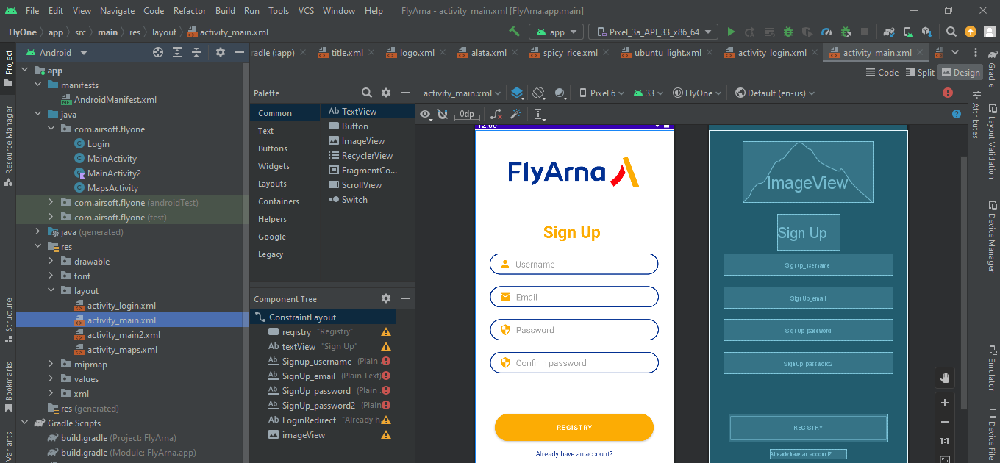 File Edit View Navigate Code Refactor Build Run Tools VCS Window Help FlyArna - activity_main.xml [FlyArna.app.main]
FlyOne app src main res layout activity_main.xml app Pixel_3a_API_33_x86_64
Project
Resource Manager
Structure
Bookmarks
Variants
Android
app
manifests
AndroidManifest.xml
java
com.airsoft.flyone
Login
MainActivity
MainActivity2
MapsActivity
com.airsoft.flyone (androidTest)
com.airsoft.flyone (test)
java (generated)
res
drawable
font
layout
activity_login.xml
activity_main.xml
activity_main2.xml
activity_maps.xml
mipmap
values
xml
res (generated)
Gradle Scripts
build.gradle (Project: FlyArna)
build.gradle (Module: FlyArna.app)
radle (:app) title.xml logo.xml alata.xml spicy_rice.xml ubuntu_light.xml activity_login.xml activity_main.xml
Code Split Design
Palette
Common
Text
Buttons
Widgets
Layouts
Containers
Helpers
Google
Legacy
Ab TextView
Button
ImageView
RecyclerView
FragmentCo...
ScrollView
Switch
Component Tree
ConstraintLayout
registry "Registry"
Ab textView "Sign Up"
Ab Signup_username (Plain .
Ab SignUp_email (Plain Text)
Ab SignUp_password (Plain .
Ab SignUp_password2 (Plain
Ab LoginRedirect "Already h.
imageView
activity_main.xml Pixel 6 33 FlyOne Default (en-us)
0dp
12:00
FlyArna
Sign Up
Username
Email
Password
Confirm password
REGISTRY
Already have an account?
ImageView
Sign Up
Signup_username
SignUp_email
SignUp_password
SignUp_password2
REGISTRY
Already have an account?
1:1
Gradle
Attributes
Layout Validation
Device Manager
Emulator
Device File